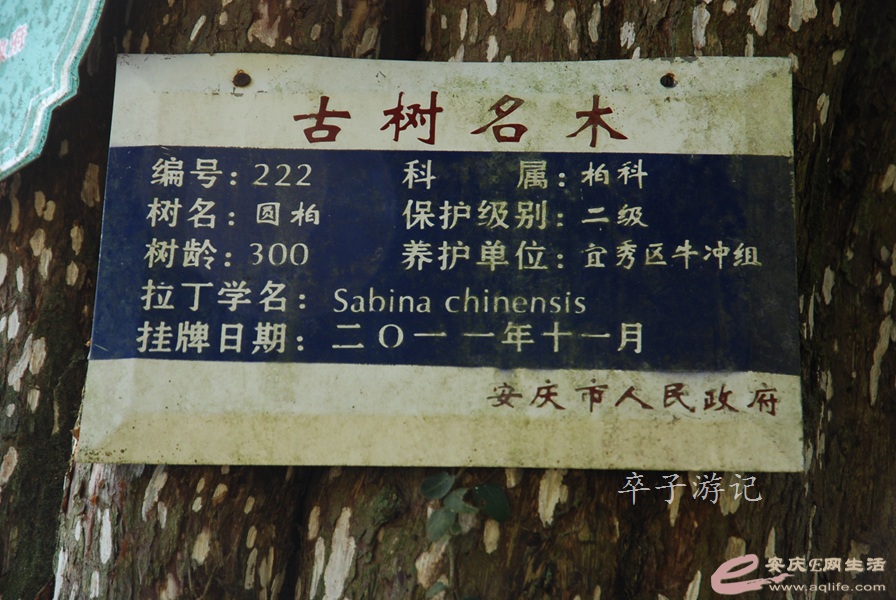 古树名木
编号：222 科 属：柏科
树名：圆柏 保护级别：二级
树龄：300 养护单位：宜秀区牛冲组
拉丁学名：Sabina chinensis
挂牌日期：二〇一一年十一月
安庆市人民政府
卒子游记
安庆E网生活
www.aqlife.com